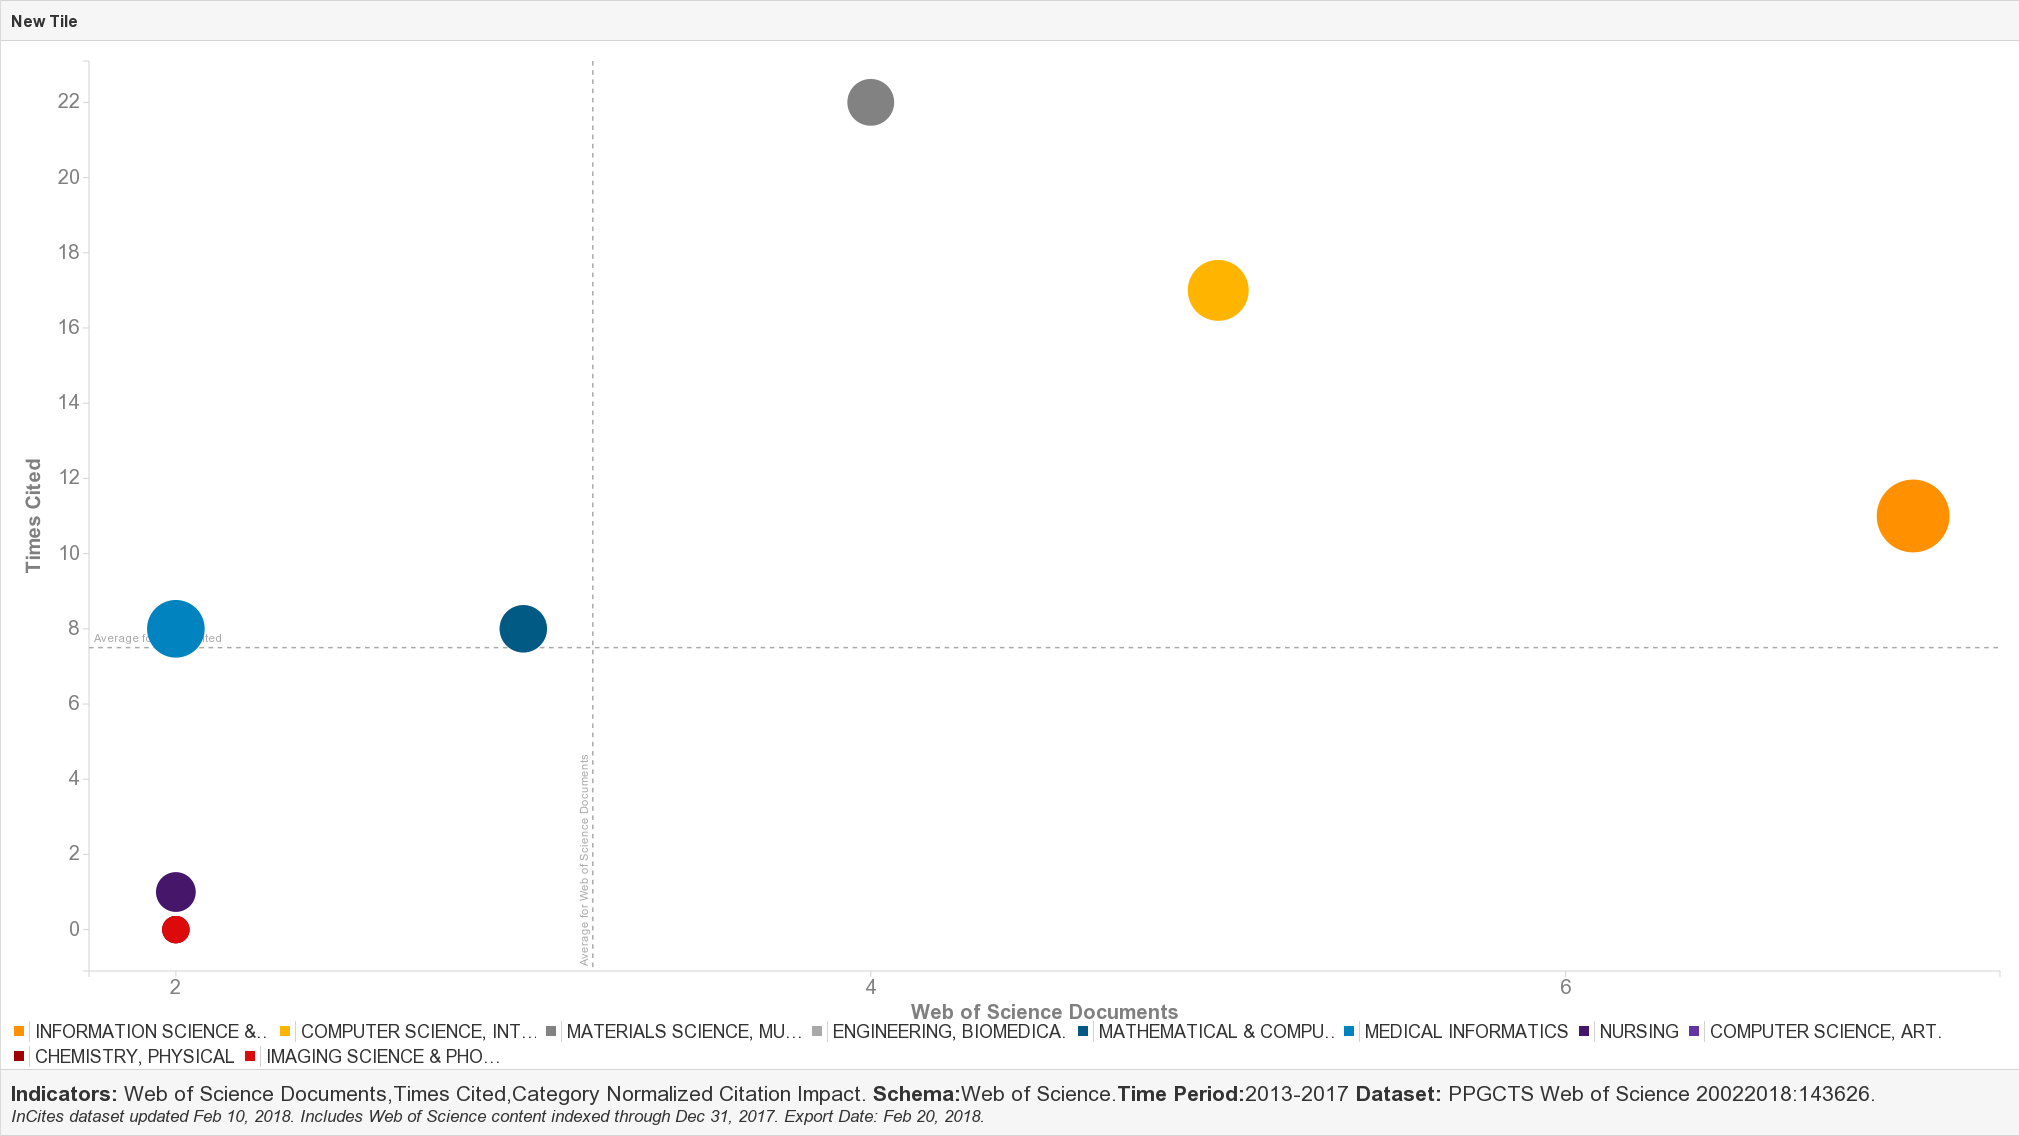 New Tile
22
20
18
16
14
12
10
8
6
4
2
0
Times Cited
Average for
Average for Web of Science Documents
2
4
6
Web of Science Documents
INFORMATION SCIENCE &..
COMPUTER SCIENCE, INT...
MATERIALS SCIENCE, MU...
ENGINEERING, BIOMEDICA.
MATHEMATICAL & COMPU..
MEDICAL INFORMATICS
NURSING
COMPUTER SCIENCE, ART.
CHEMISTRY, PHYSICAL
IMAGING SCIENCE & PHO...
Indicators: Web of Science Documents,Times Cited,Category Normalized Citation Impact. Schema:Web of Science.Time Period:2013-2017 Dataset: PPGCTS Web of Science 20022018:143626.
InCites dataset updated Feb 10, 2018. Includes Web of Science content indexed through Dec 31, 2017. Export Date: Feb 20, 2018.